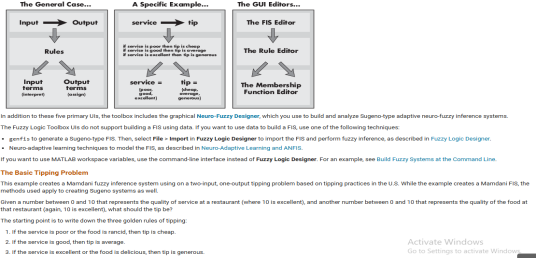 The General Case...
A Specific Example...
The GUI Editors...
Input Output
service tip
The FIS Editor
Rules
if service is poor then tip is cheap
if service is good then tip is average
if service is excellent then tip is generous
The Rule Editor
Input terms
(interpret)
Output terms
(assign)
service =
(poor,
good,
excellent)
tip =
(cheap,
average,
generous)
The Membership
Function Editor
In addition to these five primary UIs, the toolbox includes the graphical Neuro-Fuzzy Designer, which you use to build and analyze Sugeno-type adaptive neuro-fuzzy inference systems.
The Fuzzy Logic Toolbox UIs do not support building a FIS using data. If you want to use data to build a FIS, use one of the following techniques:
• genfis to generate a Sugeno-type FIS. Then, select File > Import in Fuzzy Logic Designer to import the FIS and perform fuzzy inference, as described in Fuzzy Logic Designer.
• Neuro-adaptive learning techniques to model the FIS, as described in Neuro-Adaptive Learning and ANFIS.
If you want to use MATLAB workspace variables, use the command-line interface instead of Fuzzy Logic Designer. For an example, see Build Fuzzy Systems at the Command Line.
The Basic Tipping Problem
This example creates a Mamdani fuzzy inference system using on a two-input, one-output tipping problem based on tipping practices in the U.S. While the example creates a Mamdani FIS, the
methods used apply to creating Sugeno systems as well.
Given a number between 0 and 10 that represents the quality of service at a restaurant (where 10 is excellent), and another number between 0 and 10 that represents the quality of the food at
that restaurant (again, 10 is excellent), what should the tip be?
The starting point is to write down the three golden rules of tipping:
1. If the service is poor or the food is rancid, then tip is cheap.
2. If the service is good, then tip is average.
3. If the service is excellent or the food is delicious, then tip is generous.
Activate Windows
Go to Settings to activate Windows.